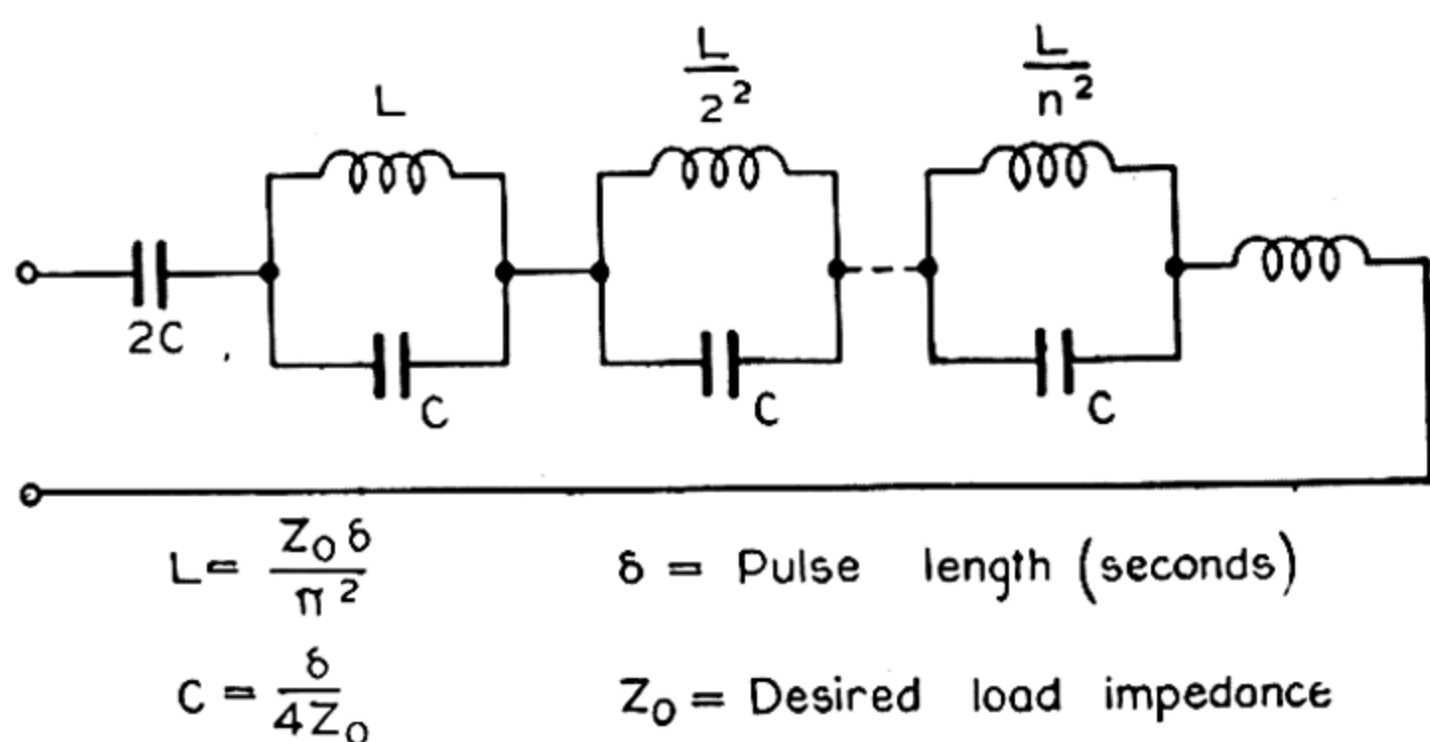 L
L/2²
L/n²
2C
C
C
C
L = Z₀δ/π²
δ = Pulse length (seconds)
C = δ/4Z₀
Z₀ = Desired load impedance